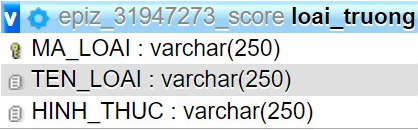 v epiz_31947273_score loai_truong
MA_LOAI : varchar(250)
TEN_LOAI : varchar(250)
HINH_THUC : varchar(250)